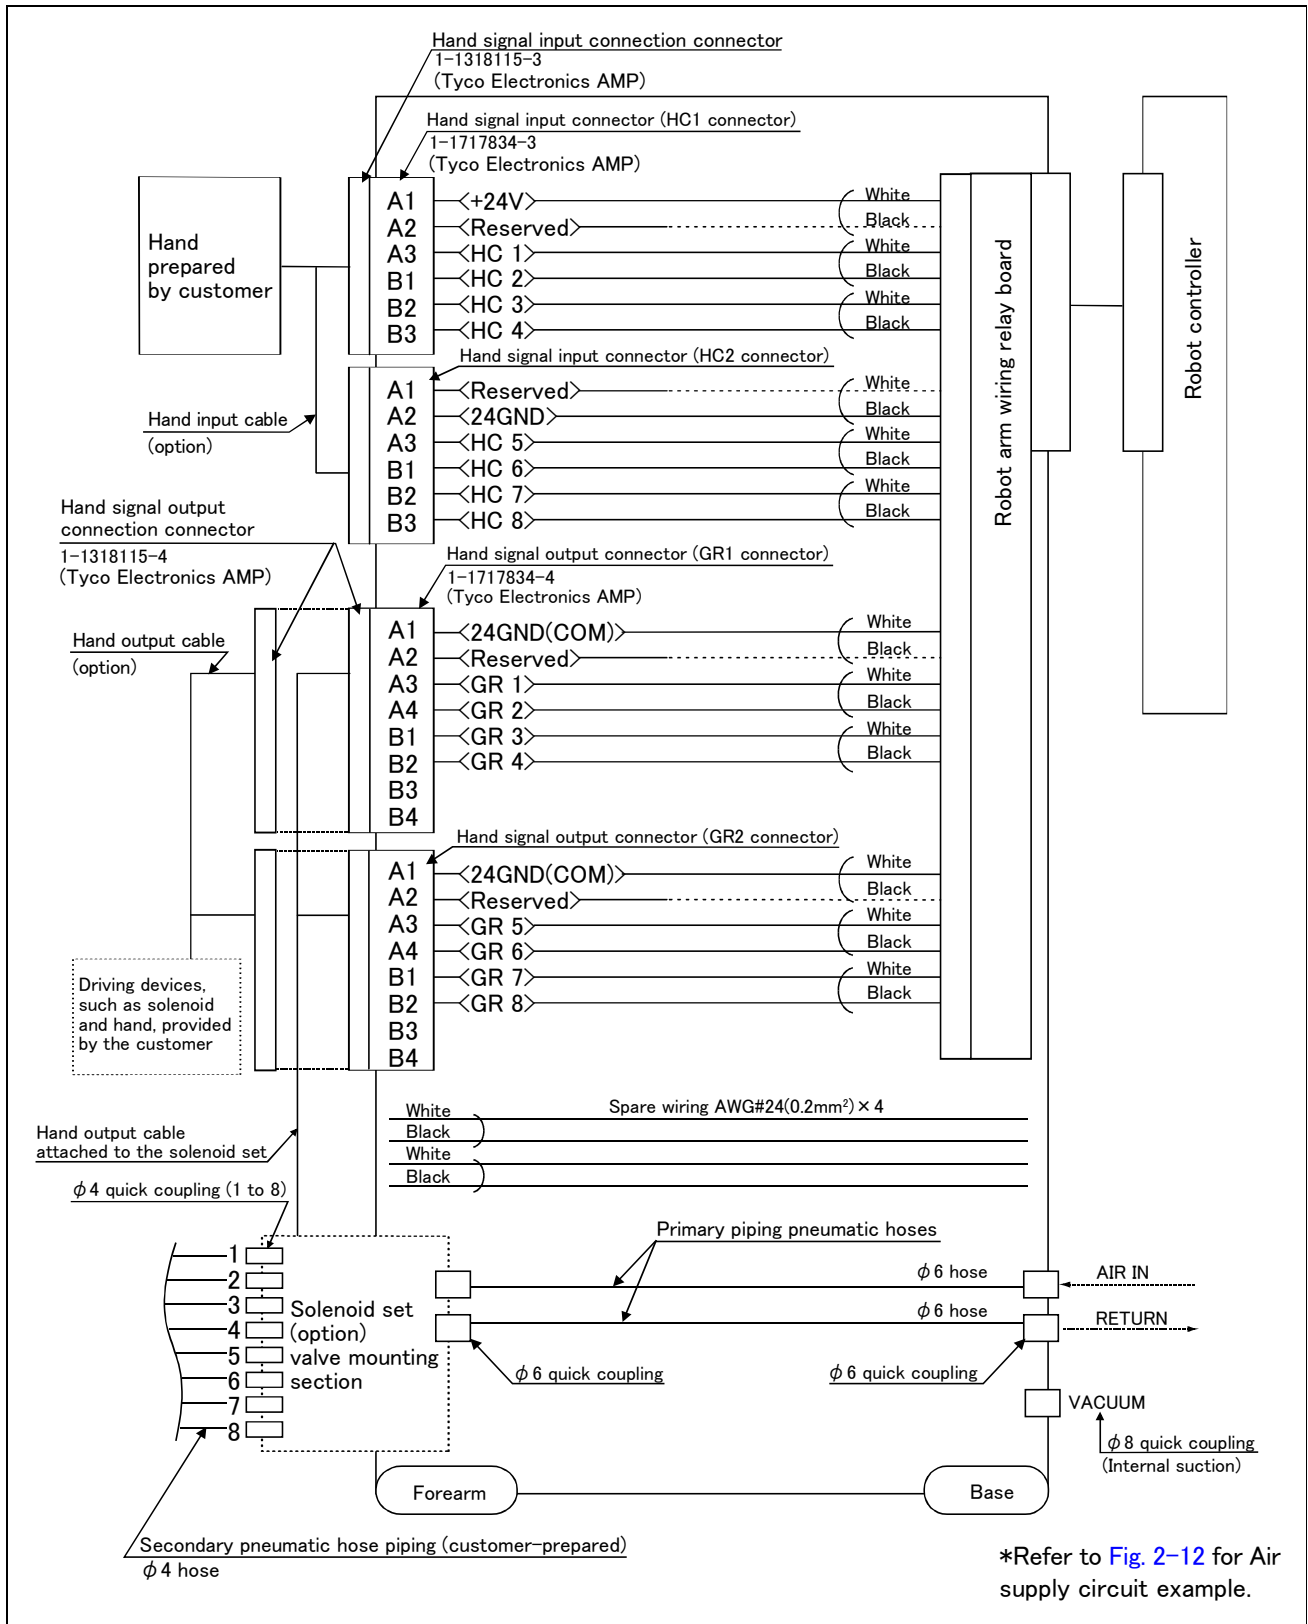 Hand signal input connection connector
1-1318115-3
(Tyco Electronics AMP)
Hand signal input connector (HC1 connector)
1-1717834-3
(Tyco Electronics AMP)
Hand
prepared
by customer
A1 <+24V> White
A2 <Reserved> Black
A3 <HC 1> White
B1 <HC 2> Black
B2 <HC 3> White
B3 <HC 4> Black
Robot arm wiring relay board
Robot controller
Hand signal input connector (HC2 connector)
A1 <Reserved> White
A2 <24GND> Black
A3 <HC 5> White
B1 <HC 6> Black
B2 <HC 7> White
B3 <HC 8> Black
Hand input cable
(option)
Hand signal output
connection connector
1-1318115-4
(Tyco Electronics AMP)
Hand signal output connector (GR1 connector)
1-1717834-4
(Tyco Electronics AMP)
Hand output cable
(option)
A1 <24GND(COM)> White
A2 <Reserved> Black
A3 <GR 1> White
A4 <GR 2> Black
B1 <GR 3> White
B2 <GR 4> Black
B3
B4
Hand signal output connector (GR2 connector)
A1 <24GND(COM)> White
A2 <Reserved> Black
A3 <GR 5> White
A4 <GR 6> Black
B1 <GR 7> White
B2 <GR 8> Black
B3
B4
Driving devices,
such as solenoid
and hand, provided
by the customer
White Spare wiring AWG#24(0.2mm²)×4
Black
White
Black
Hand output cable
attached to the solenoid set
φ4 quick coupling (1 to 8)
Primary piping pneumatic hoses
1
2
3
4
5
6
7
8
Solenoid set
(option)
valve mounting
section
φ6 hose
AIR IN
φ6 hose
RETURN
φ6 quick coupling
φ6 quick coupling
VACUUM
φ8 quick coupling
(Internal suction)
Forearm
Base
Secondary pneumatic hose piping (customer-prepared)
φ4 hose
*Refer to Fig. 2-12 for Air
supply circuit example.